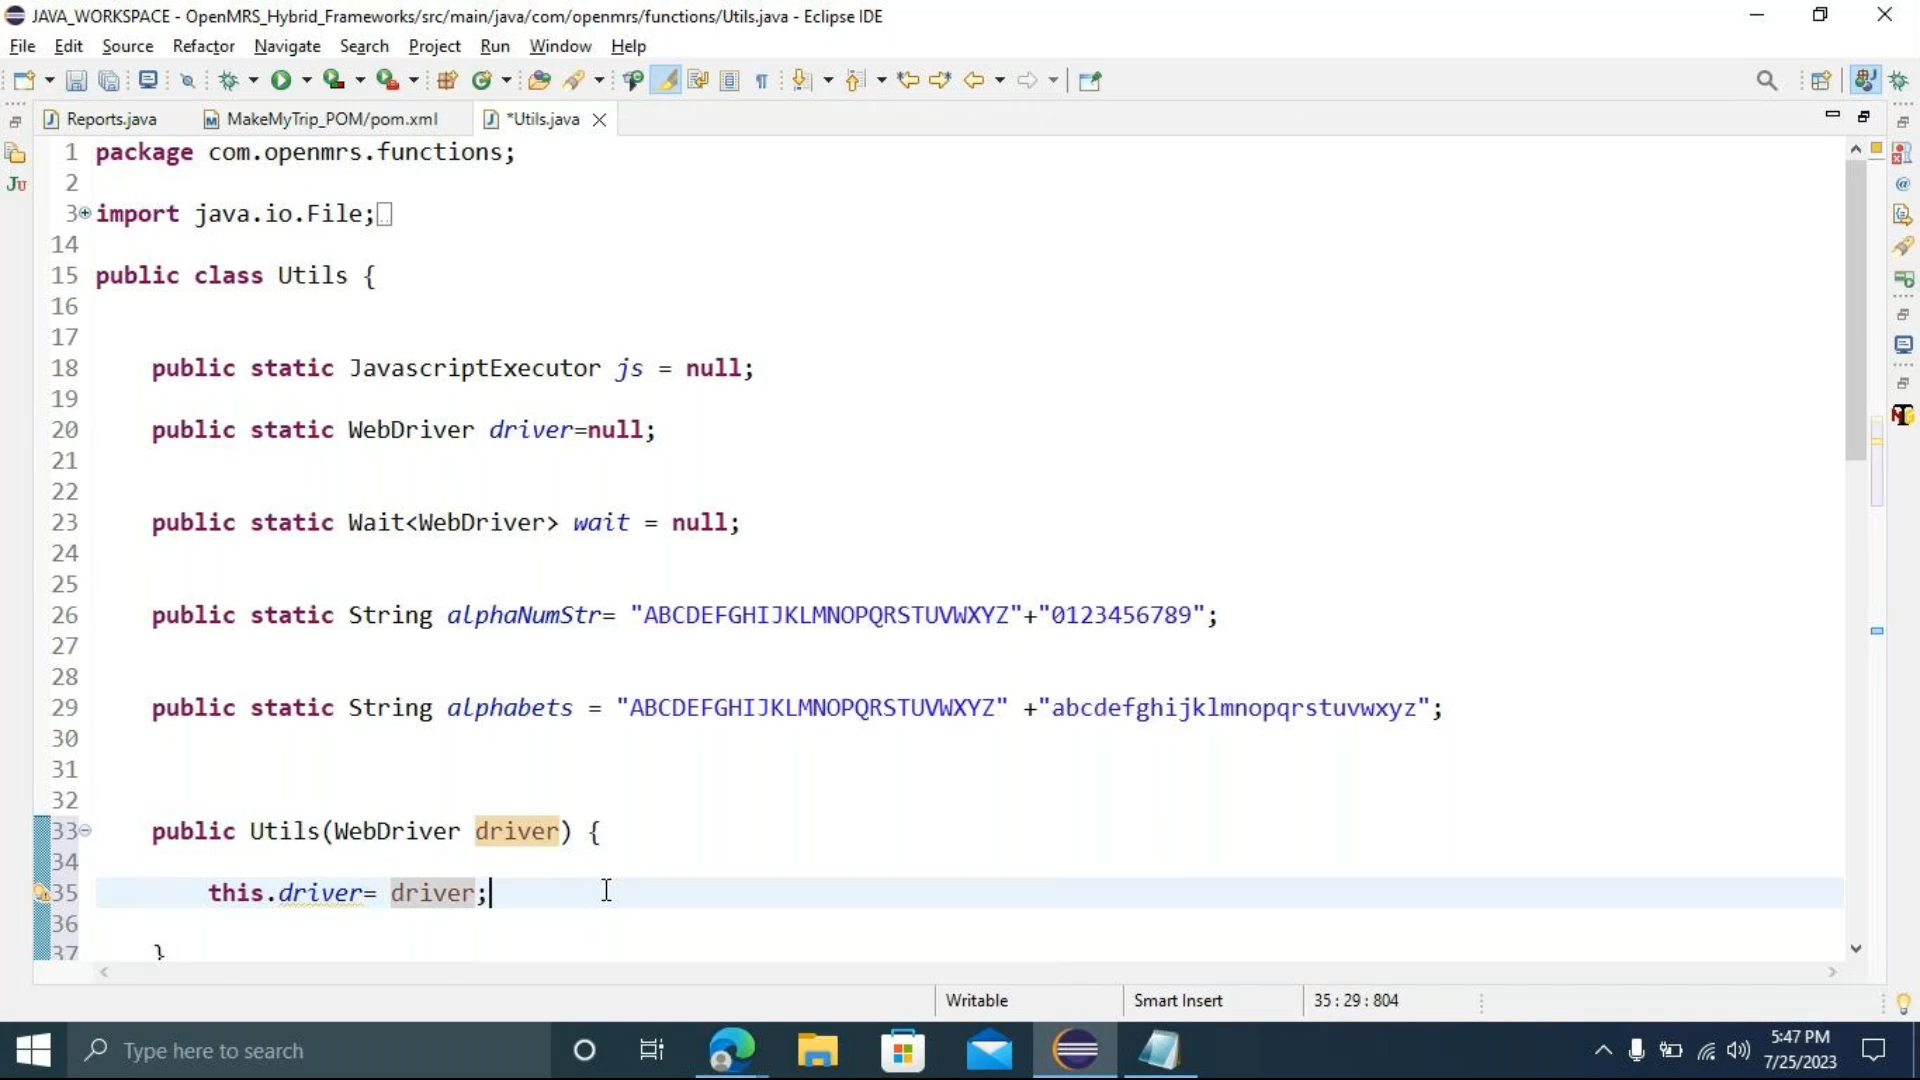 JAVA_WORKSPACE - OpenMRS_Hybrid_Frameworks/src/main/java/com/openmrs/functions/Utils.java - Eclipse IDE
File Edit Source Refactor Navigate Search Project Run Window Help
Reports.java MakeMyTrip_POM/pom.xml *Utils.java
1 package com.openmrs.functions;
2
3 import java.io.File;
14
15 public class Utils {
16
17
18 public static JavascriptExecutor js = null;
19
20 public static WebDriver driver=null;
21
22
23 public static Wait<WebDriver> wait = null;
24
25
26 public static String alphaNumStr= "ABCDEFGHIJKLMNOPQRSTUVWXYZ"+"0123456789";
27
28
29 public static String alphabets = "ABCDEFGHIJKLMNOPQRSTUVWXYZ" +"abcdefghijklmnopqrstuvwxyz";
30
31
32
33 public Utils(WebDriver driver) {
34
35 this.driver= driver;
36
37 }
Writable Smart Insert 35 : 29 : 804
Type here to search
5:47 PM
7/25/2023